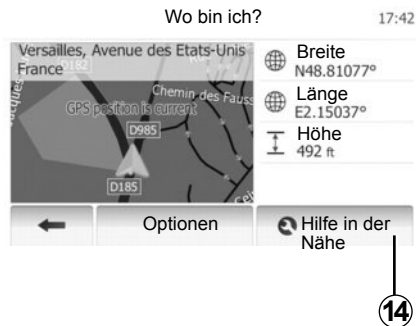 Wo bin ich?
17:42
Versailles, Avenue des Etats-Unis
France
D182
Chemin des Fauss
GPS position is current
D985
D185
Breite
N48.81077°
Länge
E2.15037°
Höhe
492 ft
Optionen
Hilfe in der
Nähe
14